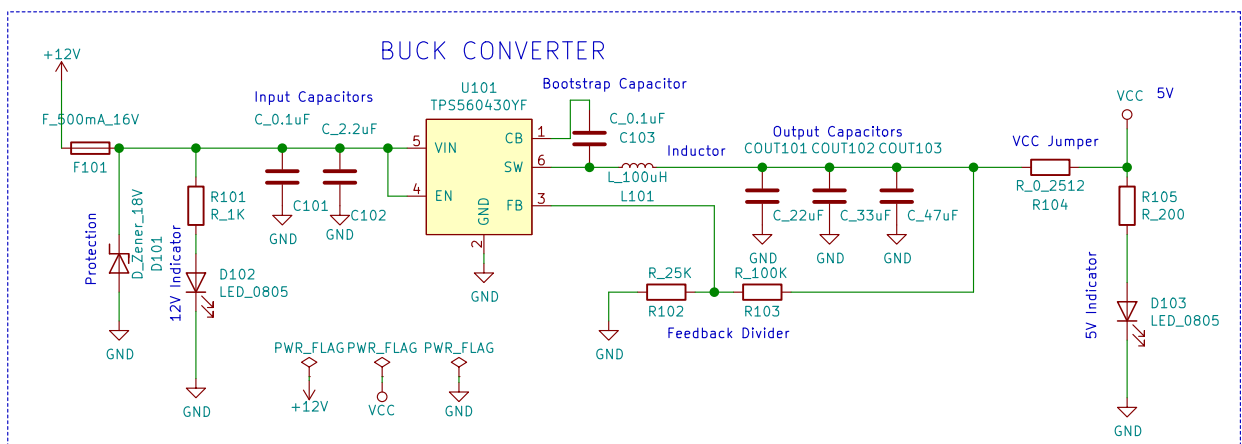 BUCK CONVERTER
+12V
F_500mA_16V
F101
Protection
D_Zener_18V
D101
12V Indicator
R101
R_1K
D102
LED_0805
GND
GND
Input Capacitors
C_0.1uF
C_2.2uF
C101
C102
GND
GND
U101
TPS560430YF
5
VIN
4
EN
GND
2
CB
1
SW
6
FB
3
GND
Bootstrap Capacitor
C_0.1uF
C103
Inductor
L_100uH
L101
Output Capacitors
COUT101
COUT102
COUT103
C_22uF
C_33uF
C_47uF
GND
GND
GND
R_25K
R102
R_100K
R103
Feedback Divider
GND
VCC Jumper
R_0_2512
R104
VCC
5V
R105
R_200
5V Indicator
D103
LED_0805
GND
PWR_FLAG
PWR_FLAG
PWR_FLAG
+12V
VCC
GND